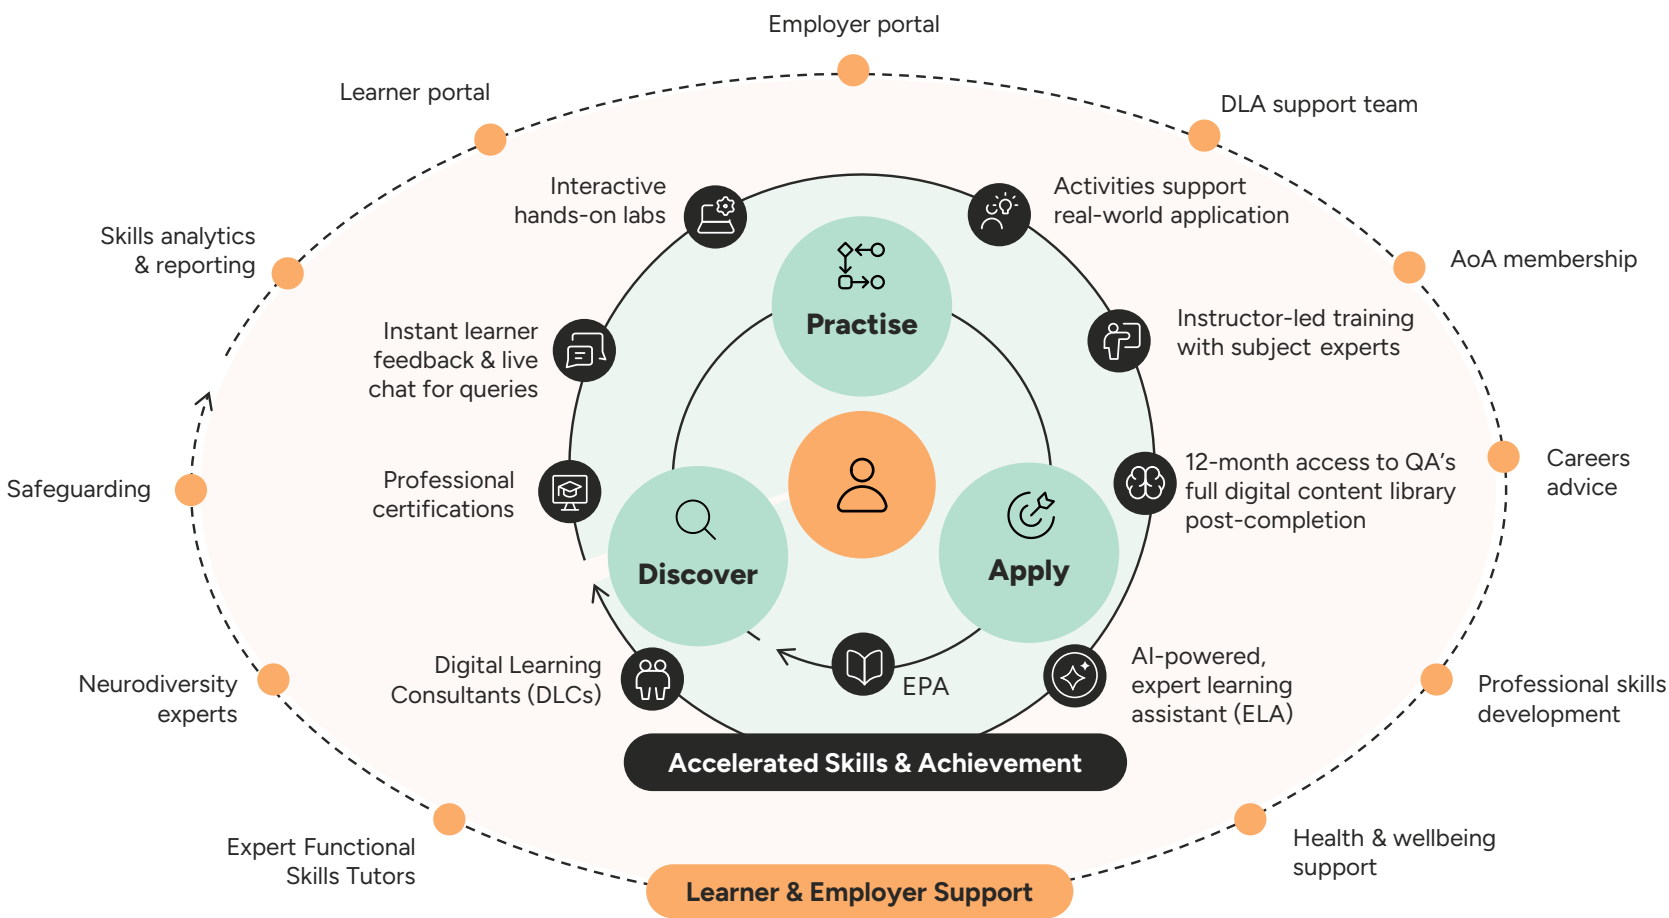 Employer portal
Learner portal
DLA support team
Interactive
hands-on labs
Activities support
real-world application
Skills analytics
& reporting
AoA membership
Practise
Instant learner
feedback & live
chat for queries
Instructor-led training
with subject experts
Professional
certifications
12-month access to QA’s
full digital content library
post-completion
Safeguarding
Careers
advice
Discover
Apply
Digital Learning
Consultants (DLCs)
EPA
AI-powered,
expert learning
assistant (ELA)
Neurodiversity
experts
Professional skills
development
Accelerated Skills & Achievement
Expert Functional
Skills Tutors
Health & wellbeing
support
Learner & Employer Support